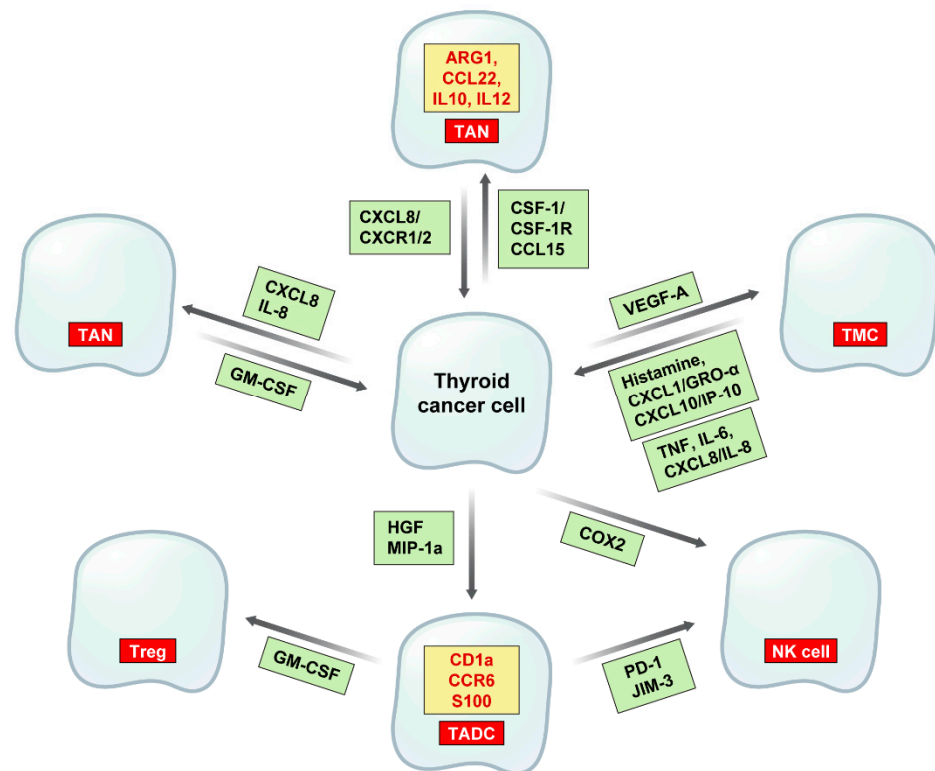 ARG1,
CCL22,
IL10, IL12
TAN
CXCL8/
CXCR1/2
CSF-1/
CSF-1R
CCL15
CXCL8
IL-8
TAN
GM-CSF
VEGF-A
TMC
Histamine,
CXCL1/GRO-α
CXCL10/IP-10
TNF, IL-6,
CXCL8/IL-8
Thyroid
cancer cell
HGF
MIP-1a
COX2
Treg
GM-CSF
CD1a
CCR6
S100
TADC
PD-1
JIM-3
NK cell